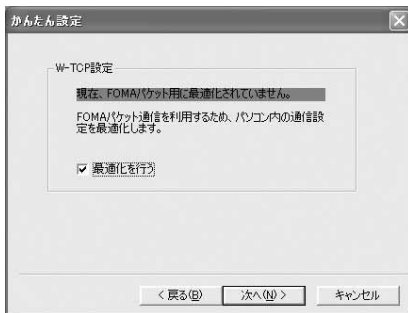 かんたん設定
W-TCP設定
現在、FOMAパケット用に最適化されていません。
FOMAパケット通信を利用するため、パソコン内の通信設
定を最適化します。
最適化を行う
< 戻る(B)
次へ(N) >
キャンセル